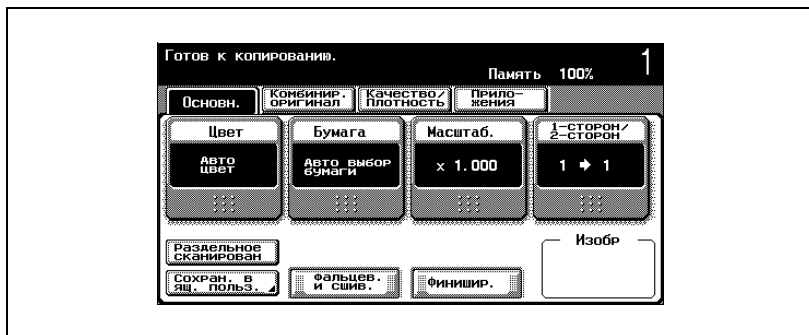 Готов к копированию.
1
Память 100%
Основн.
Комбинир.
оригинал
Качество/
Плотность
Прило-
жения
Цвет
Бумага
Масштаб.
1-сторон/
2-сторон
Авто
цвет
Авто выбор
бумаги
x 1.000
1 ➔ 1
Раздельное
сканирован
Изобр
Сохран. в
ящ. польз.
Фальцев.
и сшив.
Финишир.